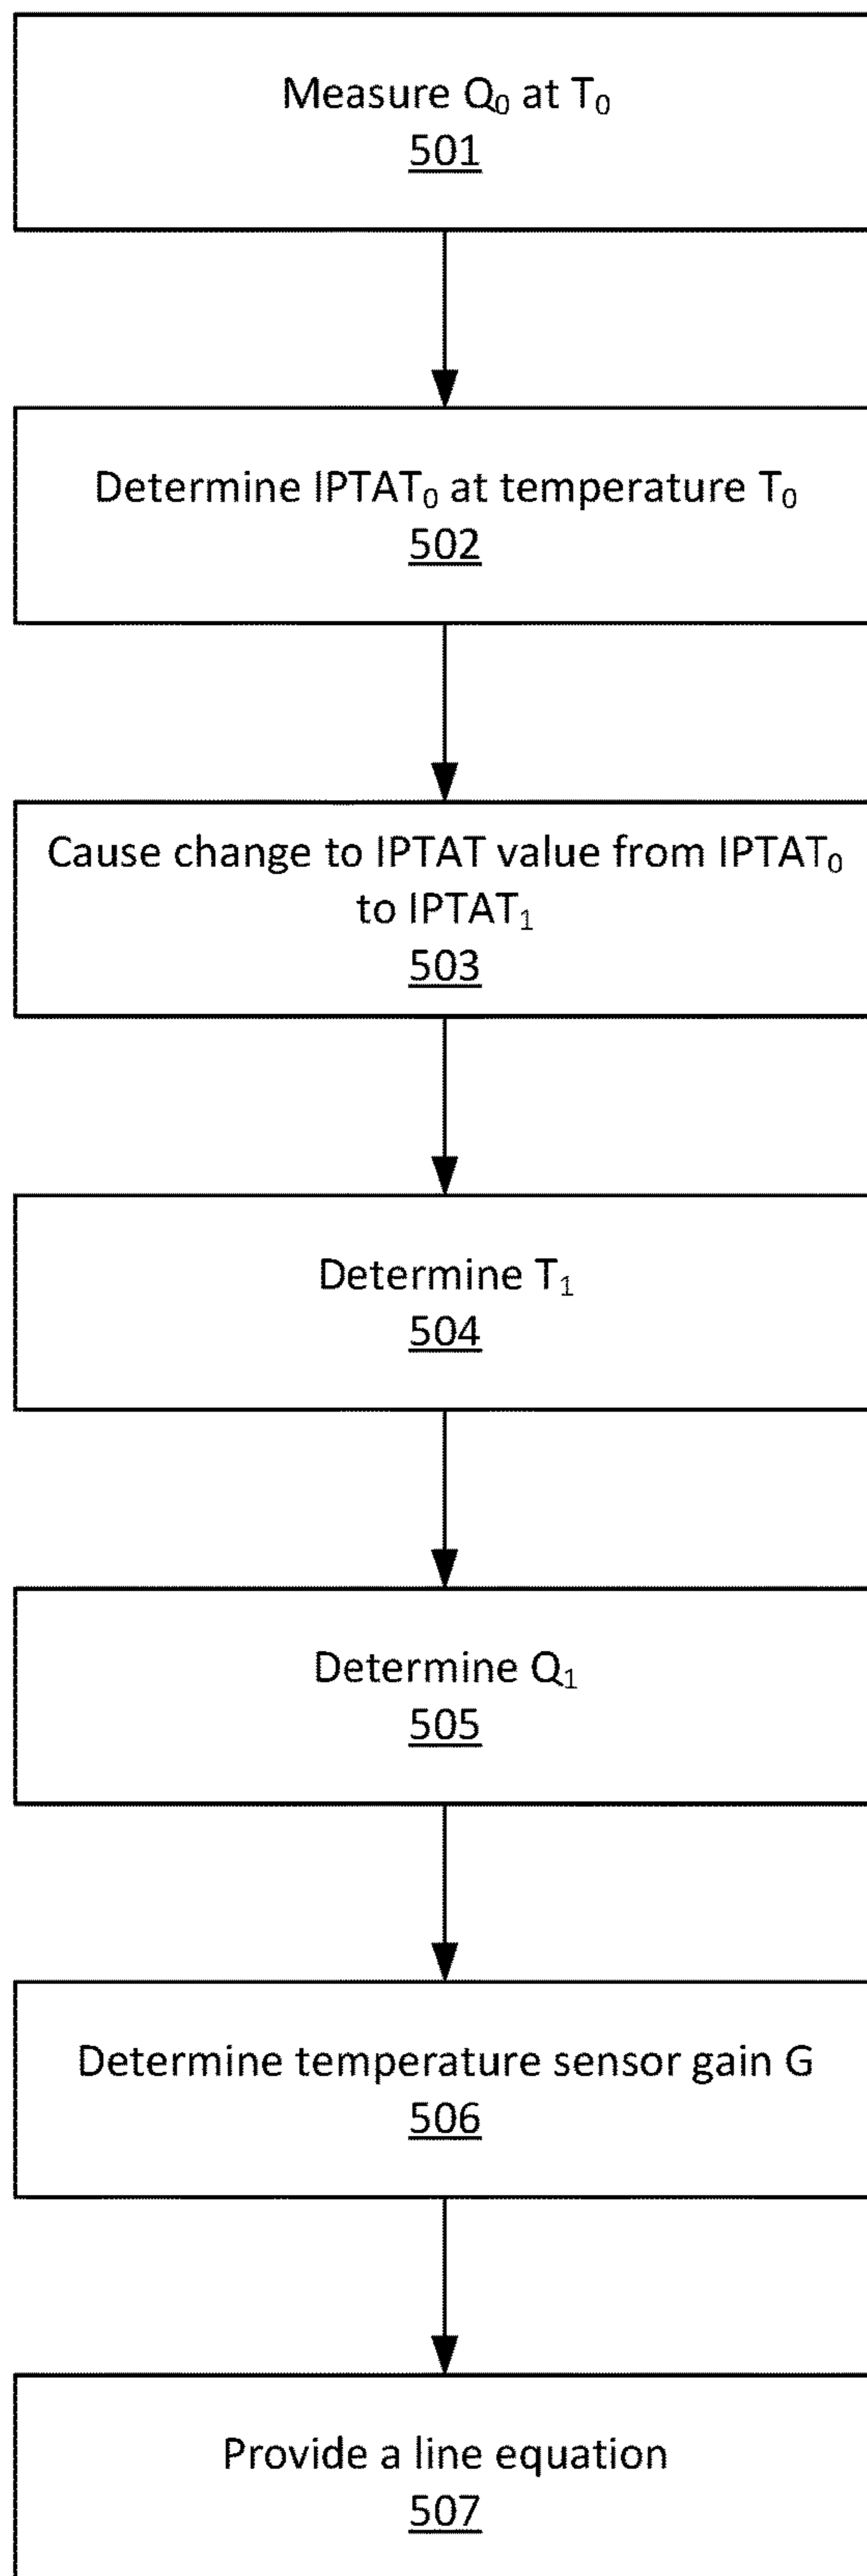 Measure Q₀ at T₀
501
Determine IPTAT₀ at temperature T₀
502
Cause change to IPTAT value from IPTAT₀
to IPTAT₁
503
Determine T₁
504
Determine Q₁
505
Determine temperature sensor gain G
506
Provide a line equation
507